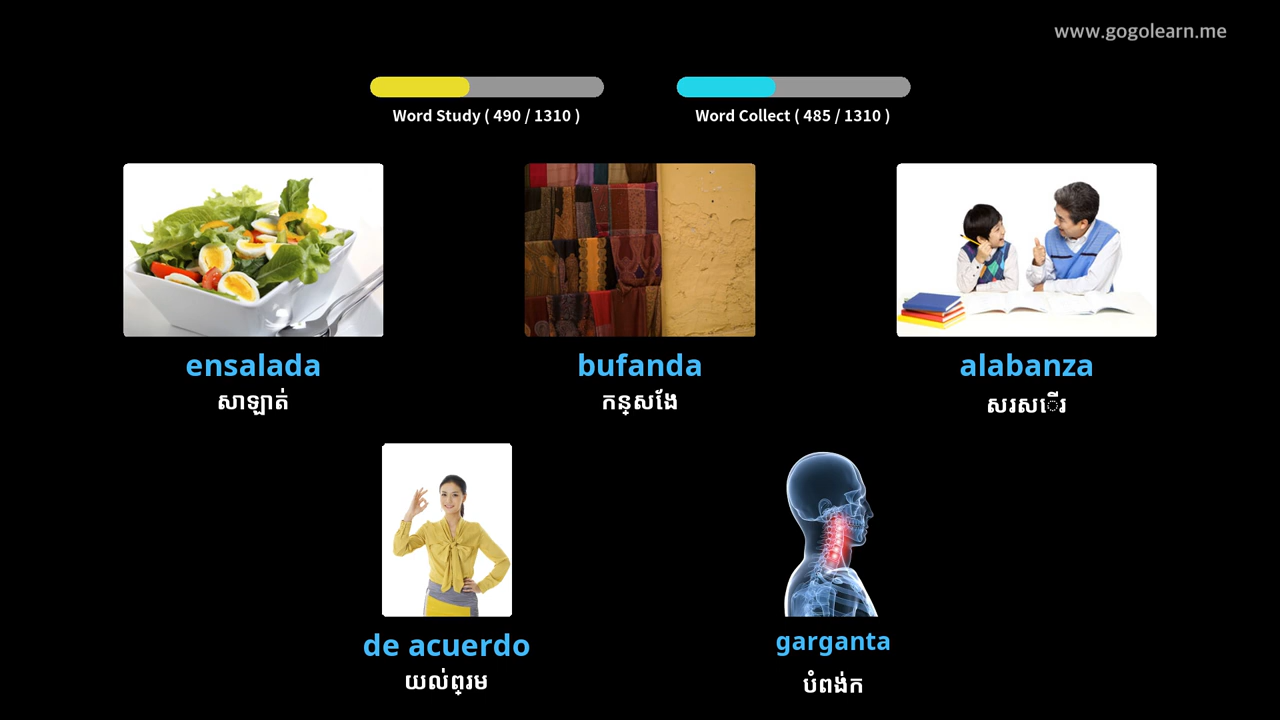 www.gogolearn.me
Word Study ( 490 / 1310 )
Word Collect ( 485 / 1310 )
ensalada
bufanda
alabanza
សាឡាត់
កន្សែង
សរសើរ
de acuerdo
garganta
យល់ព្រម
បំពង់ក